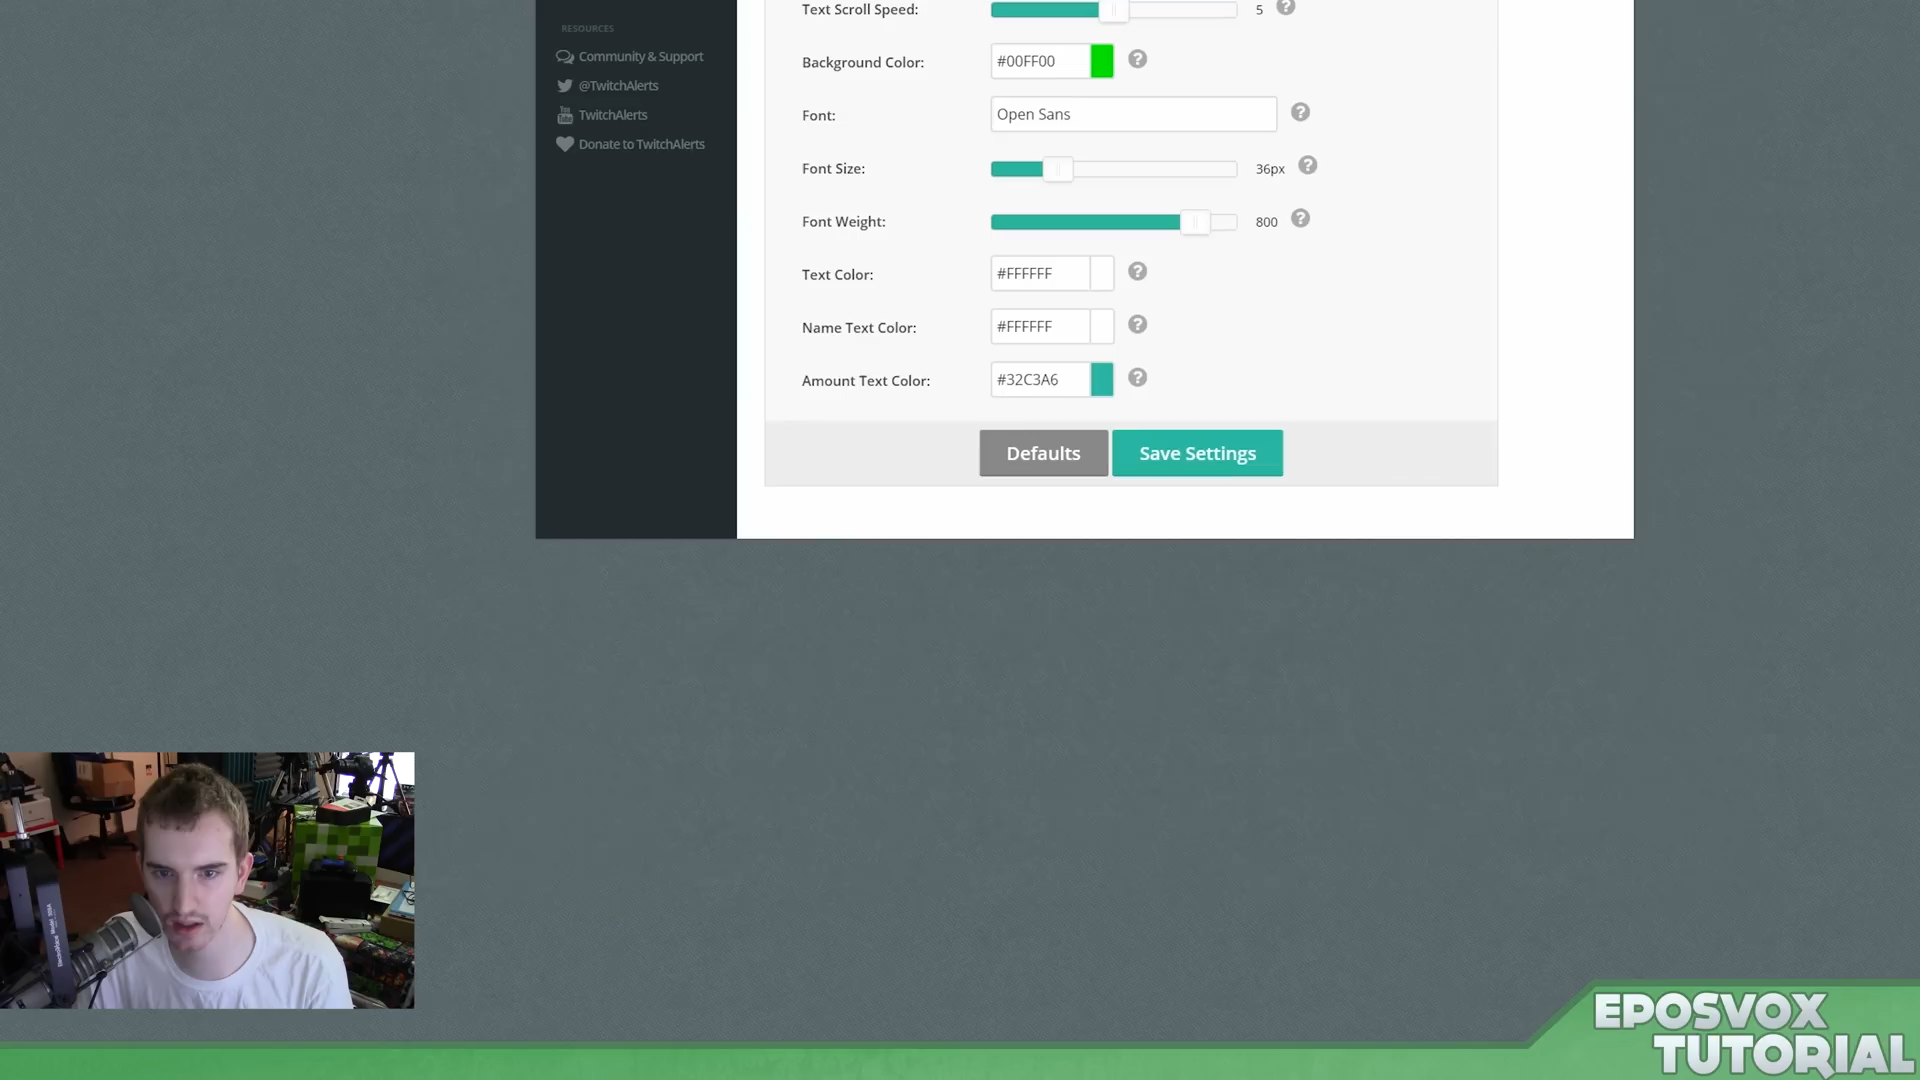 Text Scroll Speed: 5
RESOURCES
Community & Support
@TwitchAlerts
TwitchAlerts
Donate to TwitchAlerts
Background Color: #00FF00
Font: Open Sans
Font Size: 36px
Font Weight: 800
Text Color: #FFFFFF
Name Text Color: #FFFFFF
Amount Text Color: #32C3A6
Defaults Save Settings
EPOSVOX
TUTORIAL